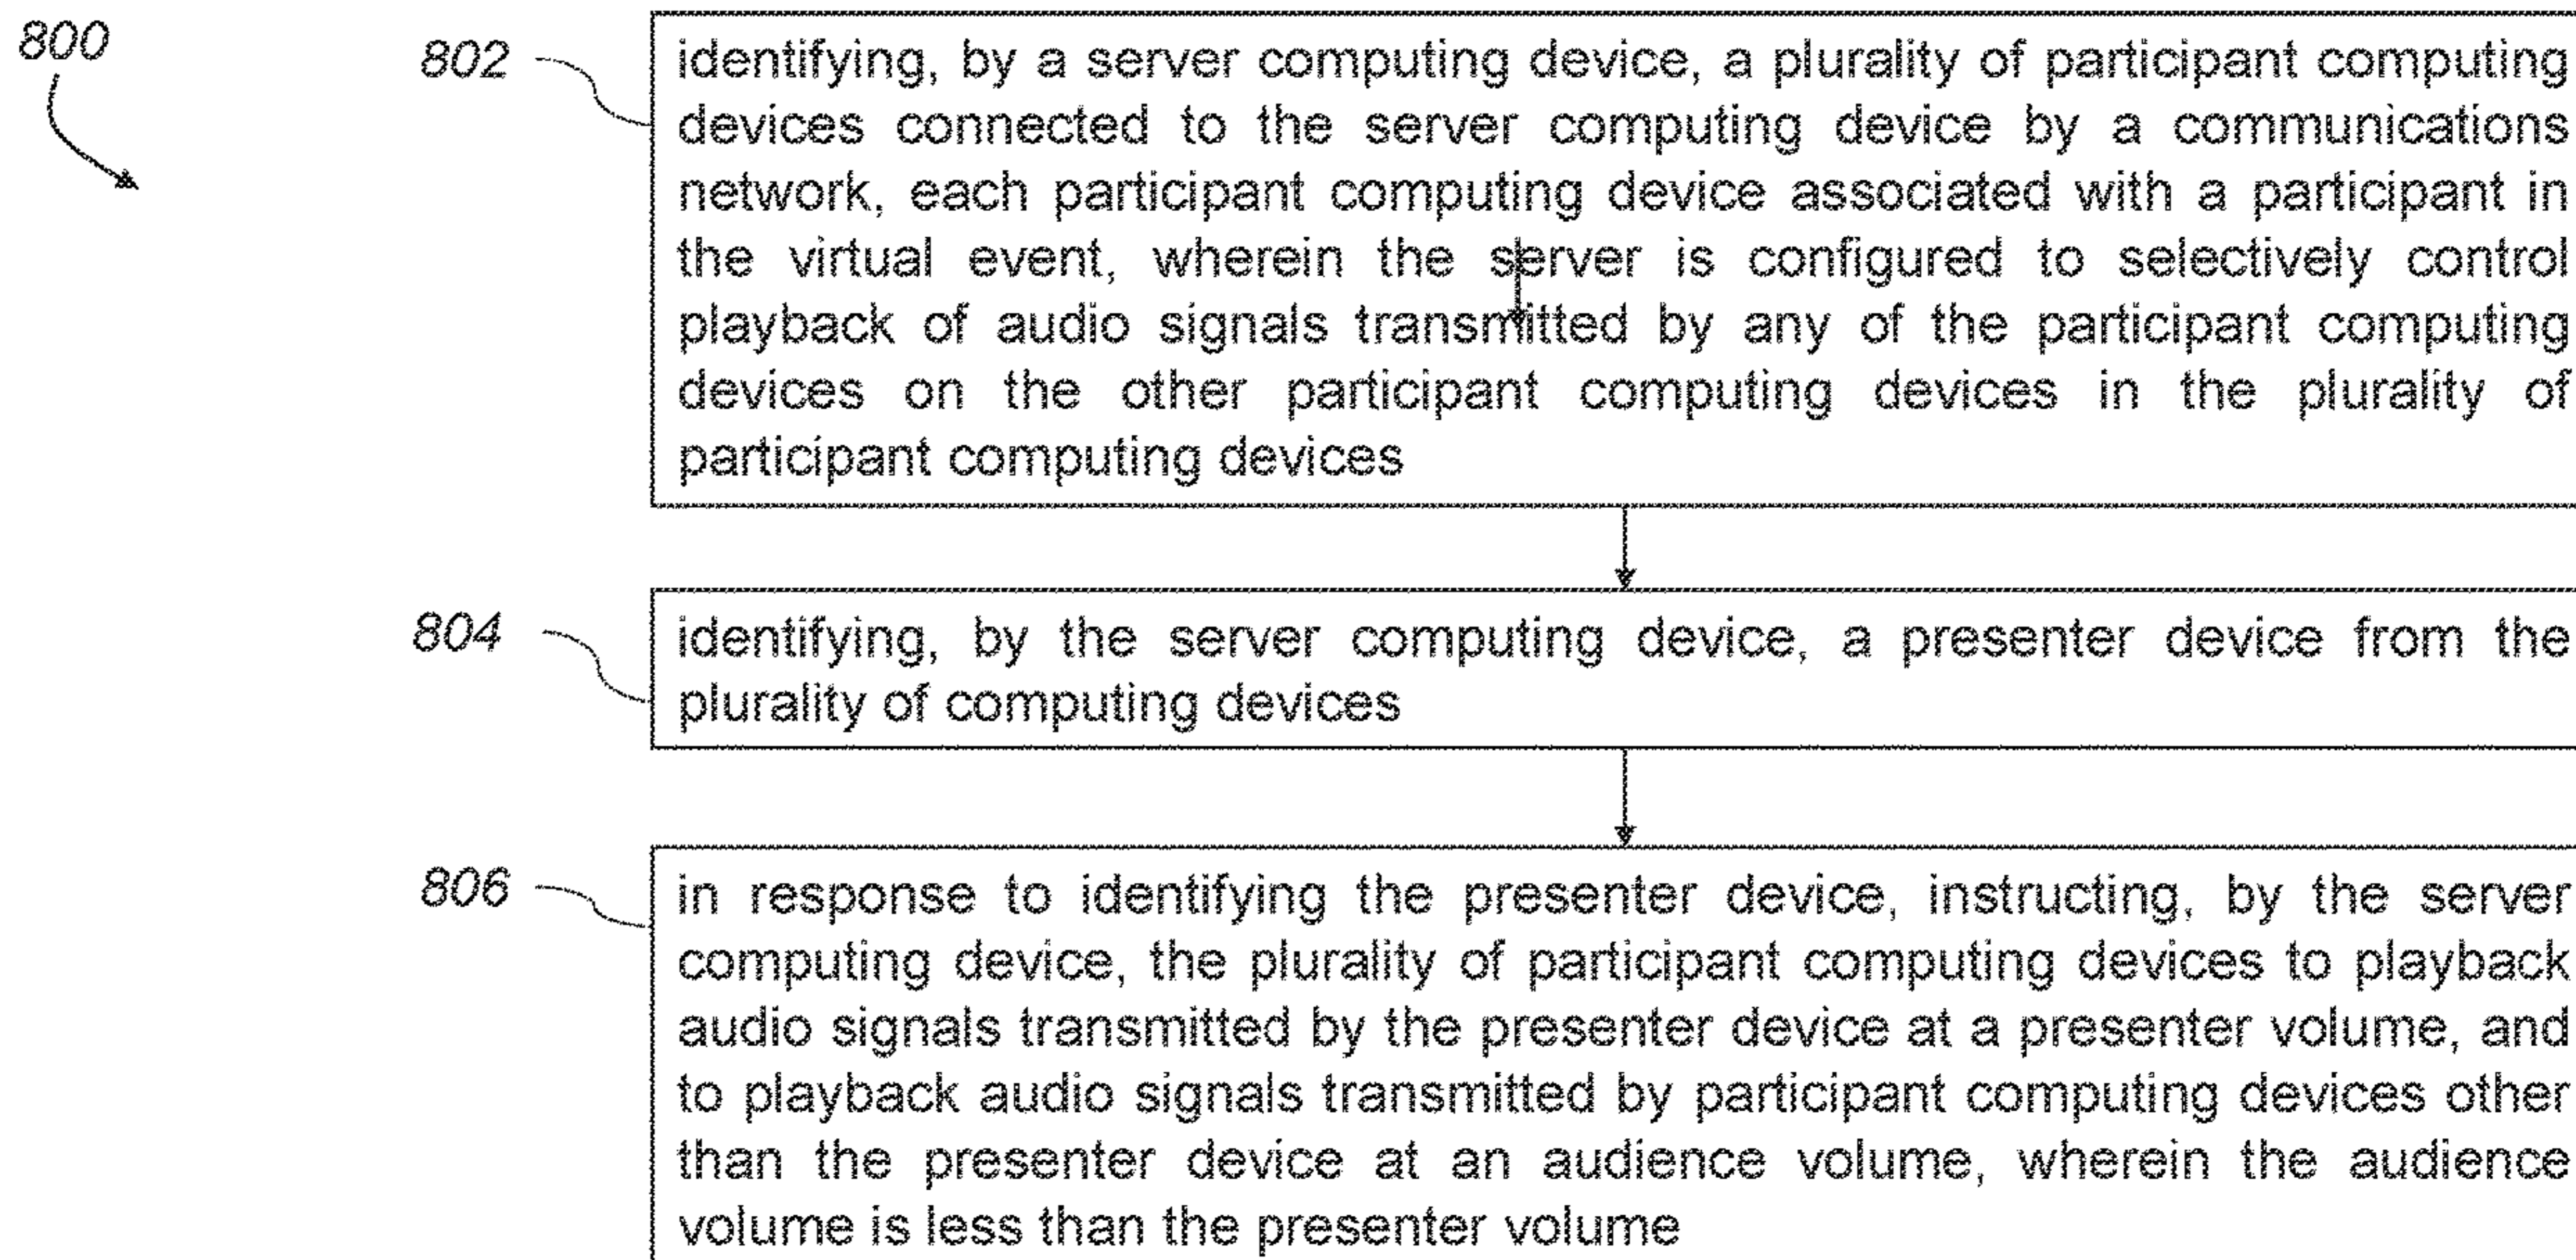 800
802
identifying, by a server computing device, a plurality of participant computing
devices connected to the server computing device by a communications
network, each participant computing device associated with a participant in
the virtual event, wherein the server is configured to selectively control
playback of audio signals transmitted by any of the participant computing
devices on the other participant computing devices in the plurality of
participant computing devices
804
identifying, by the server computing device, a presenter device from the
plurality of computing devices
806
in response to identifying the presenter device, instructing, by the server
computing device, the plurality of participant computing devices to playback
audio signals transmitted by the presenter device at a presenter volume, and
to playback audio signals transmitted by participant computing devices other
than the presenter device at an audience volume, wherein the audience
volume is less than the presenter volume